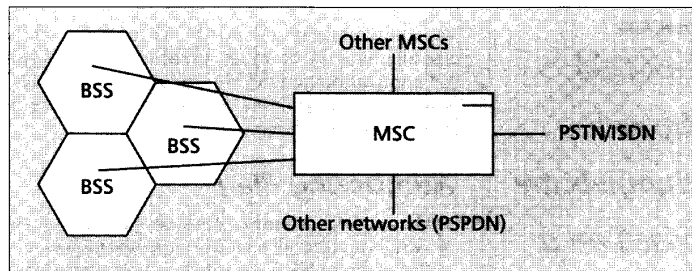 Other MSCs
BSS
BSS
MSC
PSTN/ISDN
BSS
Other networks (PSPDN)